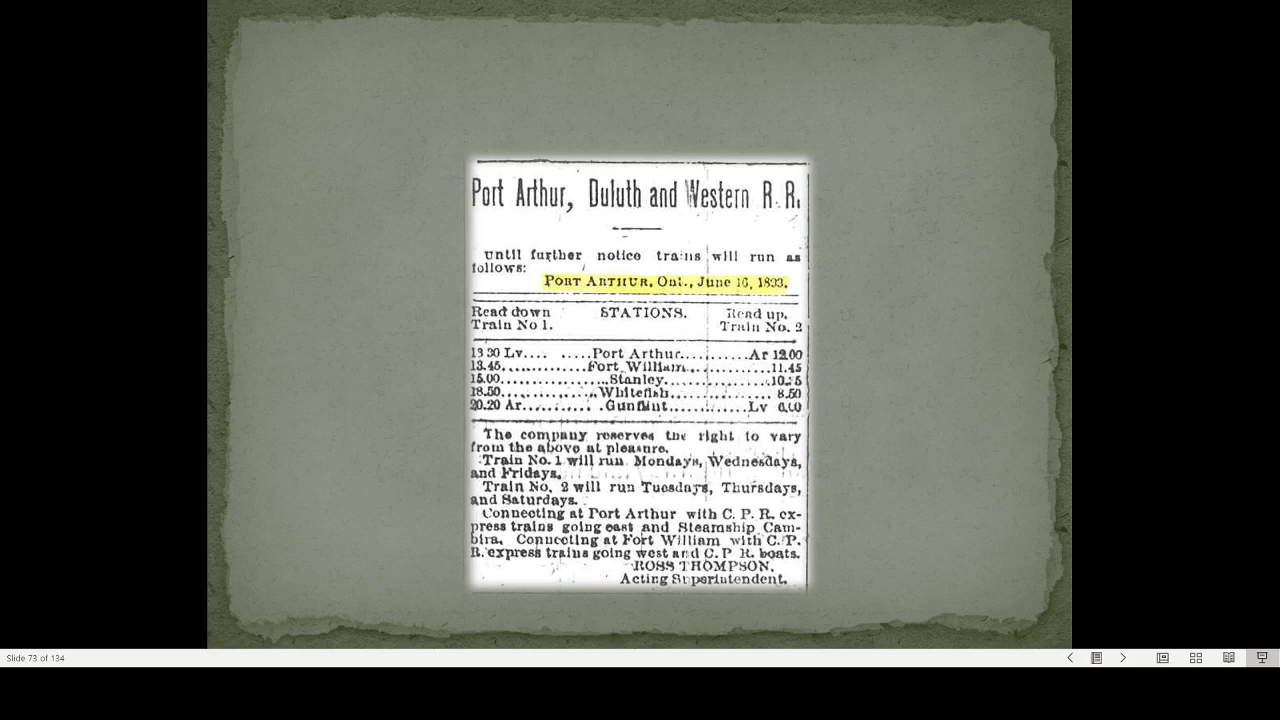 Port Arthur, Duluth and Western R. R.
Until further notice trains will run as
follows:
PORT ARTHUR, Ont., June 16, 1893.
Read down STATIONS. Read up.
Train No 1. Train No. 2
13 30 Lv.... .....Port Arthur...........Ar 12.00
13.45.............Fort William.............11.45
15.00................Stanley................
18.50..............Whitefish.............. 8.50
20.20 Ar.......... .Gunflint..........Lv
The company reserves the right to vary
from the above at pleasure.
Train No. 1 will run Mondays, Wednesdays,
and Fridays.
Train No. 2 will run Tuesdays, Thursdays,
and Saturdays.
Connecting at Port Arthur with C. P. R. ex-
press trains going east and Steamship Cam-
bria. Connecting at Fort William with C. P.
R. express trains going west and C. P R. boats.
ROSS THOMPSON,
Acting Superintendent.
Slide 73 of 134